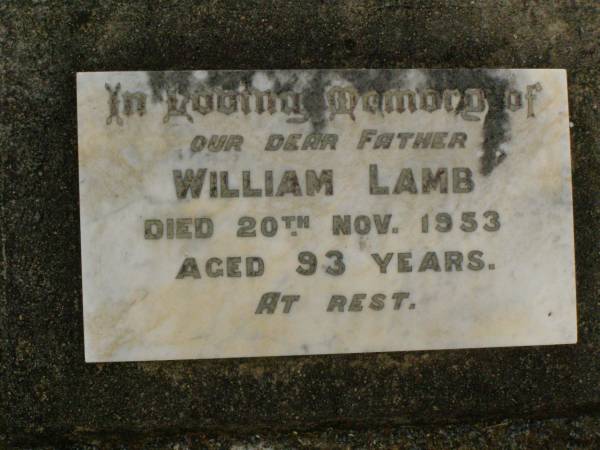 In Loving Memory of
OUR DEAR FATHER
WILLIAM LAMB
DIED 20TH NOV. 1953
AGED 93 YEARS.
AT REST.